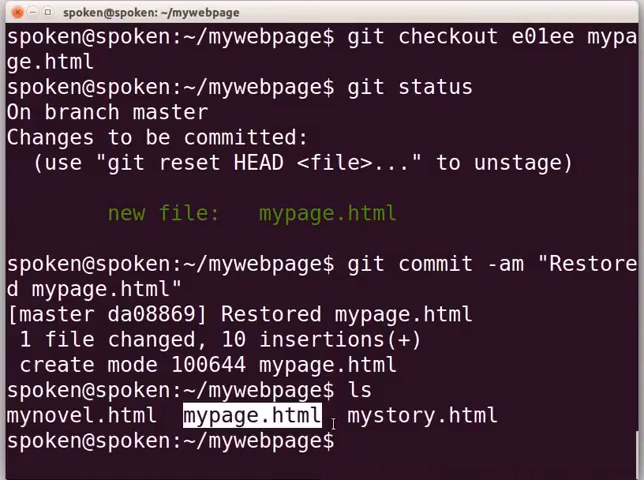 spoken@spoken: ~/mywebpage
spoken@spoken:~/mywebpage$ git checkout e01ee mypa
ge.html
spoken@spoken:~/mywebpage$ git status
On branch master
Changes to be committed:
  (use "git reset HEAD <file>..." to unstage)
        new file:   mypage.html
spoken@spoken:~/mywebpage$ git commit -am "Restore
d mypage.html"
[master da08869] Restored mypage.html
 1 file changed, 10 insertions(+)
 create mode 100644 mypage.html
spoken@spoken:~/mywebpage$ ls
mynovel.html  mypage.html  mystory.html
spoken@spoken:~/mywebpage$